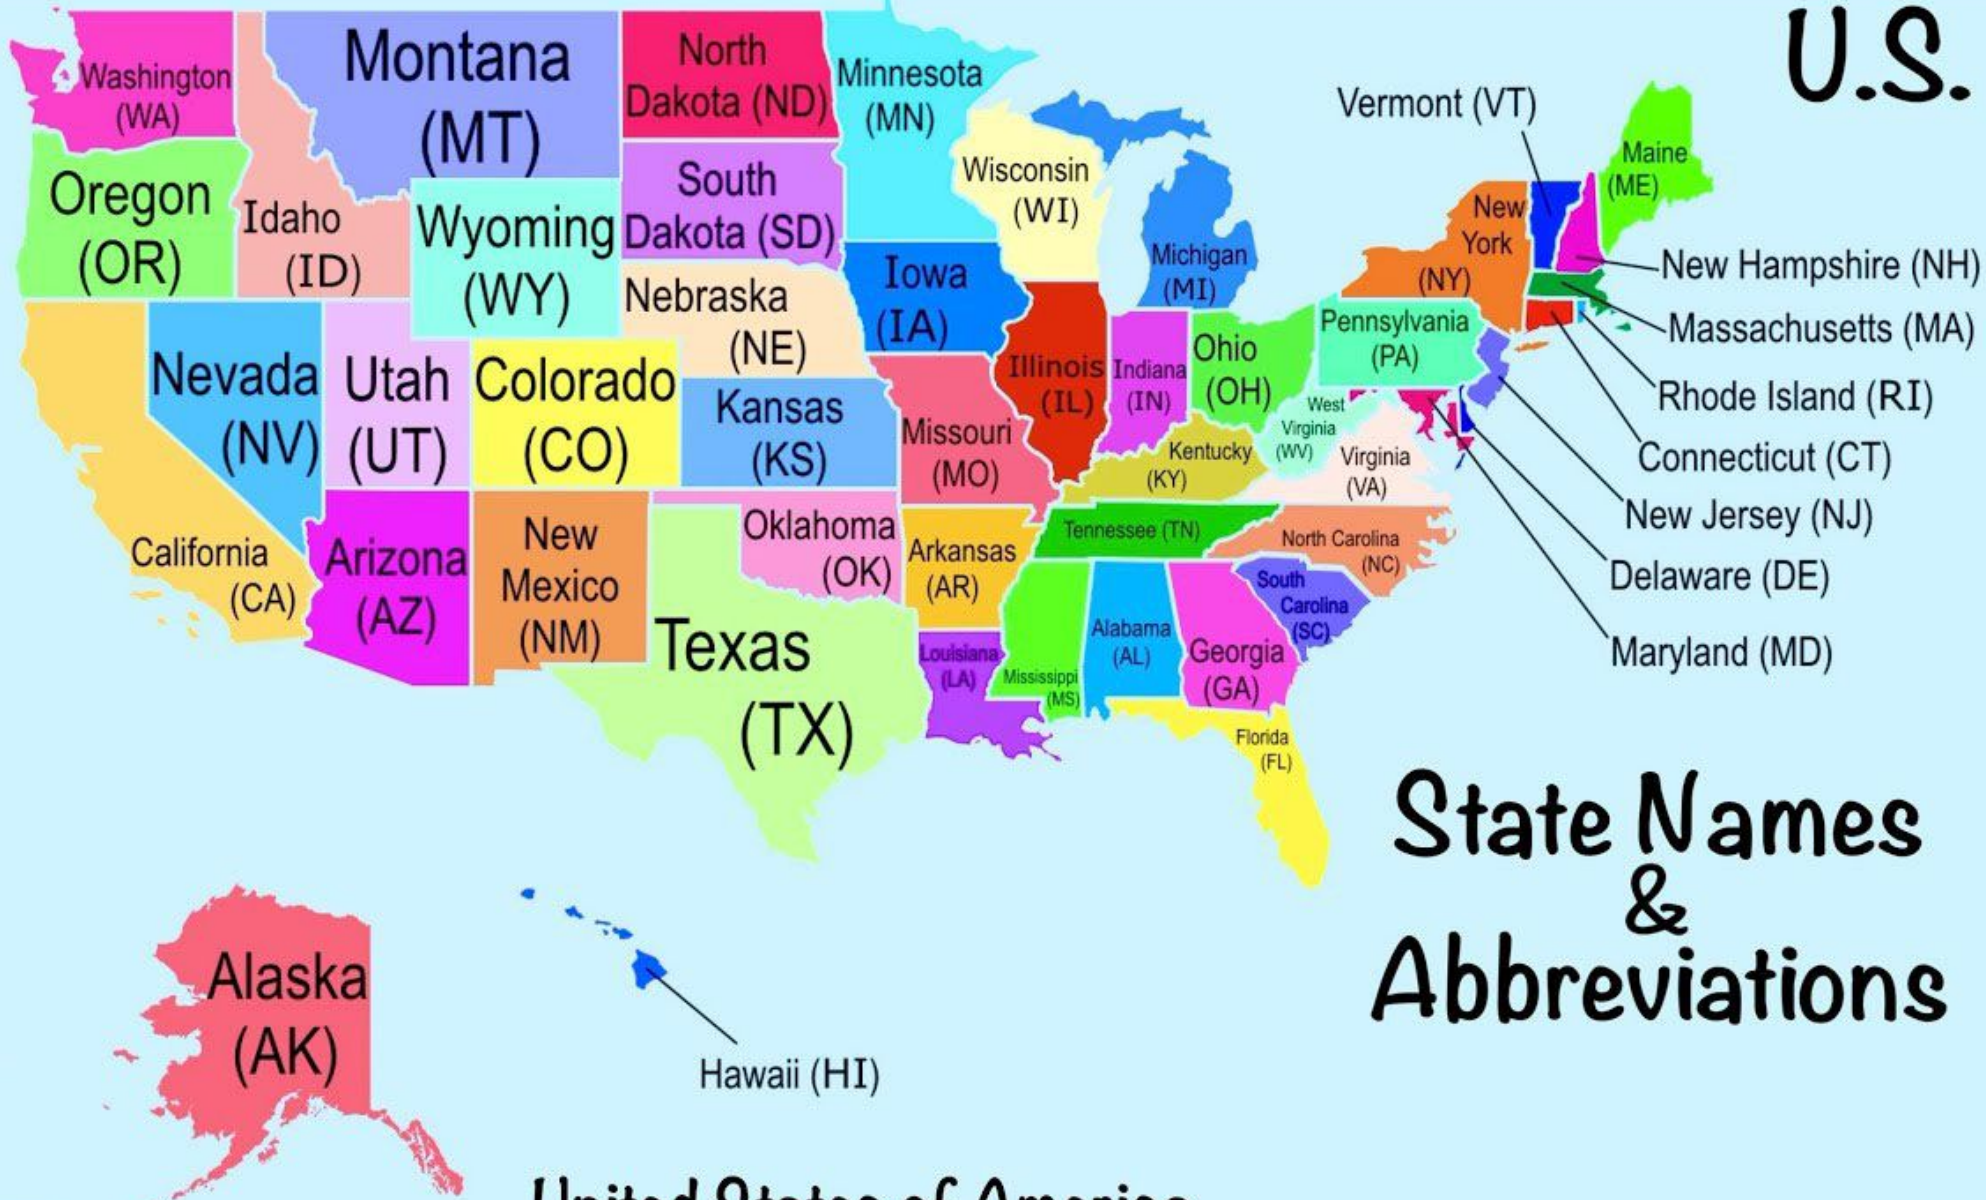 U.S.
Washington
(WA)
Montana
(MT)
North
Dakota (ND)
Minnesota
(MN)
Vermont (VT)
Maine
(ME)
Oregon
(OR)
Idaho
(ID)
Wyoming
(WY)
South
Dakota (SD)
Wisconsin
(WI)
Michigan
(MI)
New
York
(NY)
New Hampshire (NH)
Massachusetts (MA)
Rhode Island (RI)
Connecticut (CT)
New Jersey (NJ)
Delaware (DE)
Maryland (MD)
Nebraska
(NE)
Iowa
(IA)
Nevada
(NV)
Utah
(UT)
Colorado
(CO)
Kansas
(KS)
Missouri
(MO)
Illinois
(IL)
Indiana
(IN)
Ohio
(OH)
Pennsylvania
(PA)
West
Virginia
(WV)
Virginia
(VA)
Kentucky
(KY)
California
(CA)
Arizona
(AZ)
New
Mexico
(NM)
Oklahoma
(OK)
Arkansas
(AR)
Tennessee (TN)
North Carolina
(NC)
South
Carolina
(SC)
Texas
(TX)
Louisiana
(LA)
Mississippi
(MS)
Alabama
(AL)
Georgia
(GA)
Florida
(FL)
State Names
&
Abbreviations
Alaska
(AK)
Hawaii (HI)
United States of America